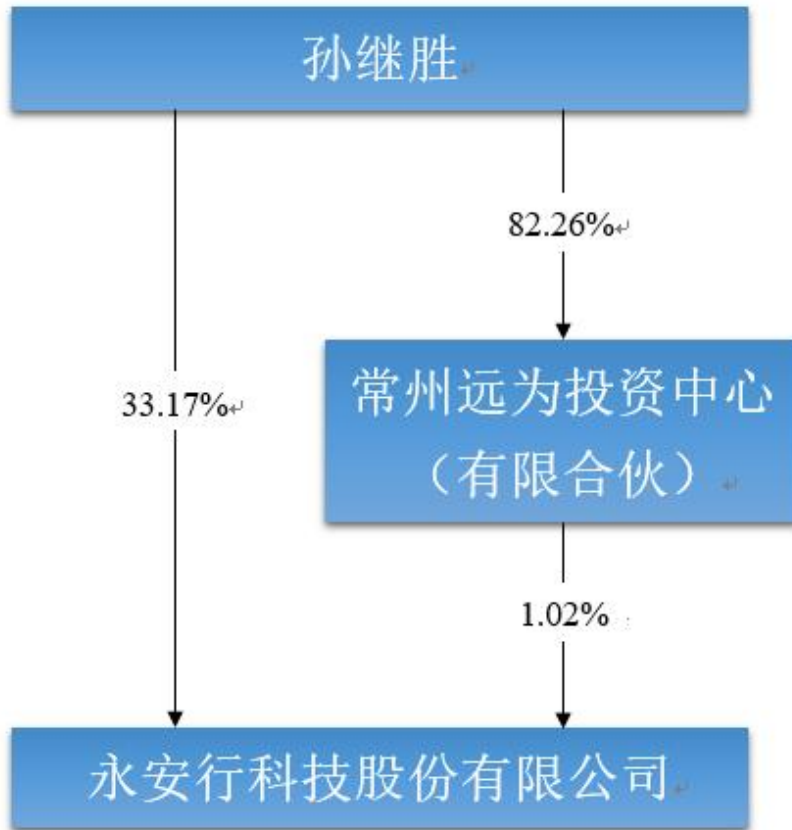 孙继胜
82.26%
33.17%
常州远为投资中心
（有限合伙）
1.02%
永安行科技股份有限公司